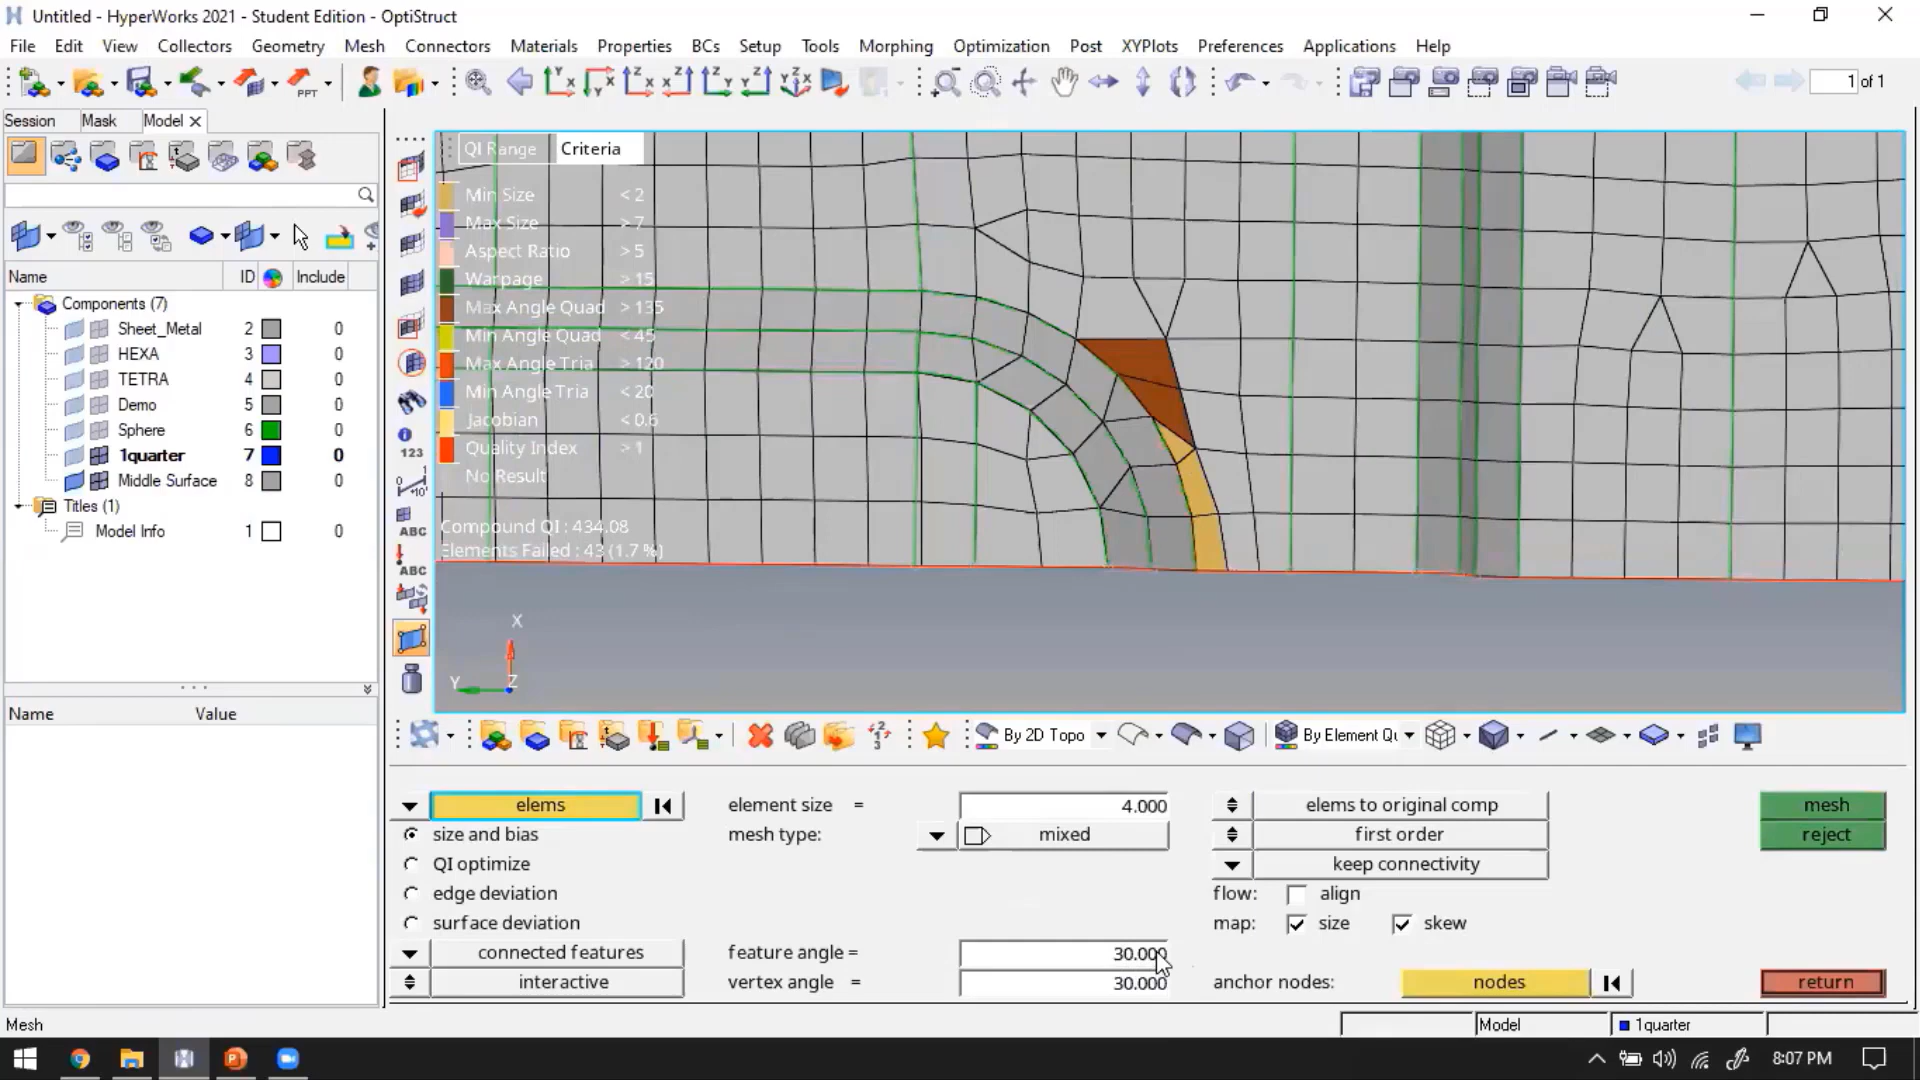 Untitled - HyperWorks 2021 - Student Edition - OptiStruct
File Edit View Collectors Geometry Mesh Connectors Materials Properties BCs Setup Tools Morphing Optimization Post XYPlots Preferences Applications Help
1 of 1
Session Mask Model
QI Range Criteria
Min Size < 2
Max Size > 7
Aspect Ratio > 5
Warpage > 15
Max Angle Quad > 135
Min Angle Quad < 45
Max Angle Tria > 120
Min Angle Tria < 20
Jacobian < 0.6
Quality Index > 1
No Result
Compound QI : 434.08
Elements Failed : 43 (1.7 %)
Name ID Include
Components (7)
Sheet_Metal 2 0
HEXA 3 0
TETRA 4 0
Demo 5 0
Sphere 6 0
1quarter 7 0
Middle Surface 8 0
Titles (1)
Model Info 1 0
Name Value
123
ABC
ABC
X
Y
Z
By 2D Topo
By Element Qu
elems element size = 4.000 elems to original comp mesh
size and bias mesh type: mixed first order reject
QI optimize keep connectivity
edge deviation flow: align
surface deviation map: size skew
connected features feature angle = 30.000
interactive vertex angle = 30.000 anchor nodes: nodes return
Mesh Model 1quarter
8:07 PM